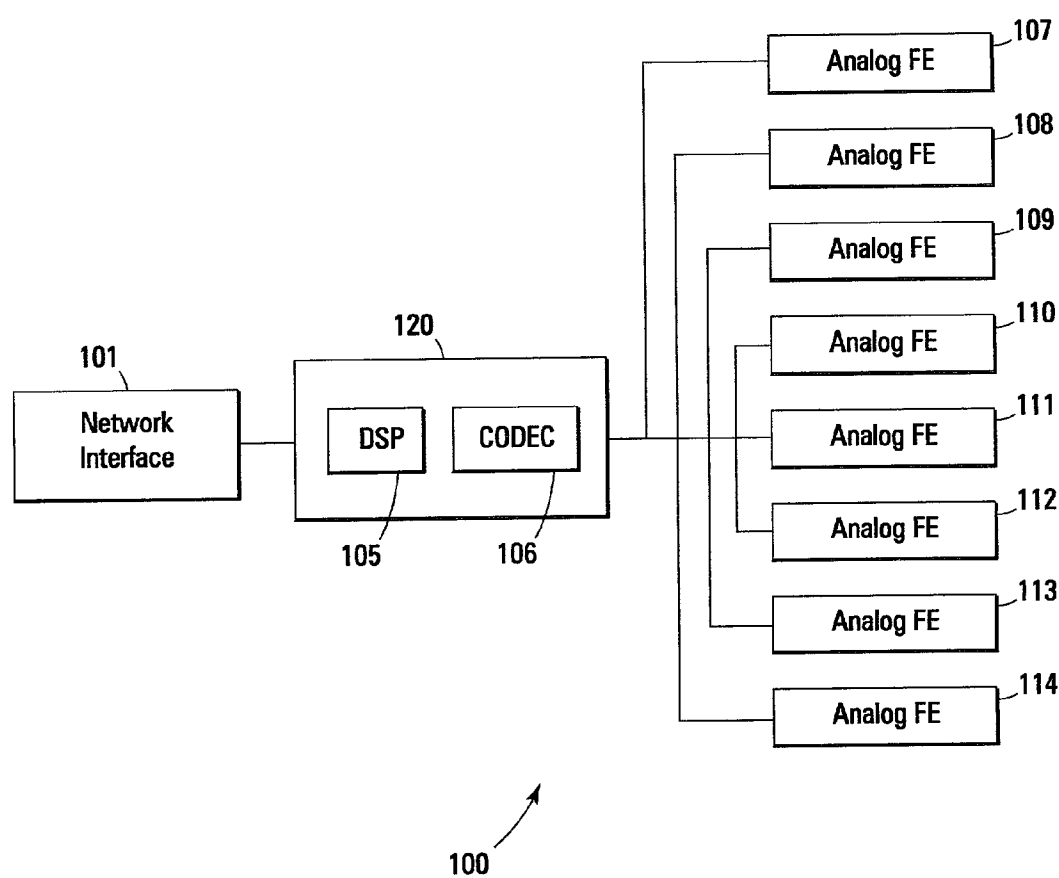 107
Analog FE
108
Analog FE
109
Analog FE
110
Analog FE
120
101
Network
Interface
DSP
CODEC
111
Analog FE
105
106
112
Analog FE
113
Analog FE
114
Analog FE
100